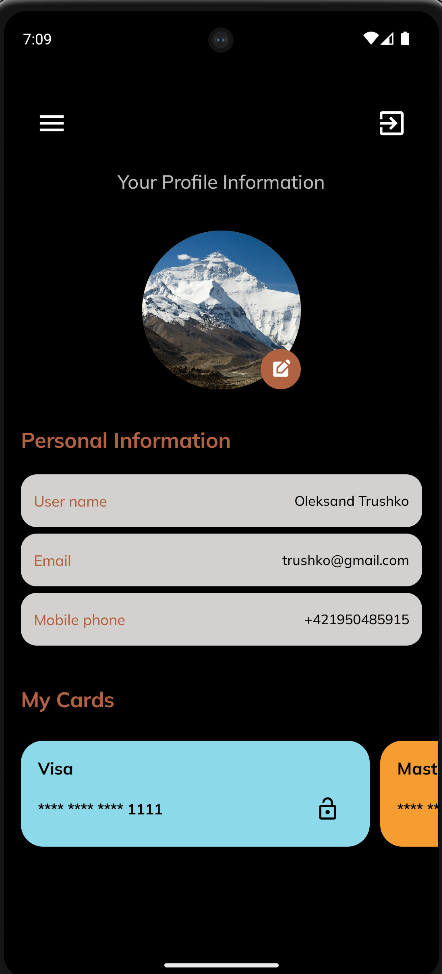 7:09
Your Profile Information
Personal Information
User name Oleksand Trushko
Email trushko@gmail.com
Mobile phone +421950485915
My Cards
Visa Mast
**** **** **** 1111 **** **